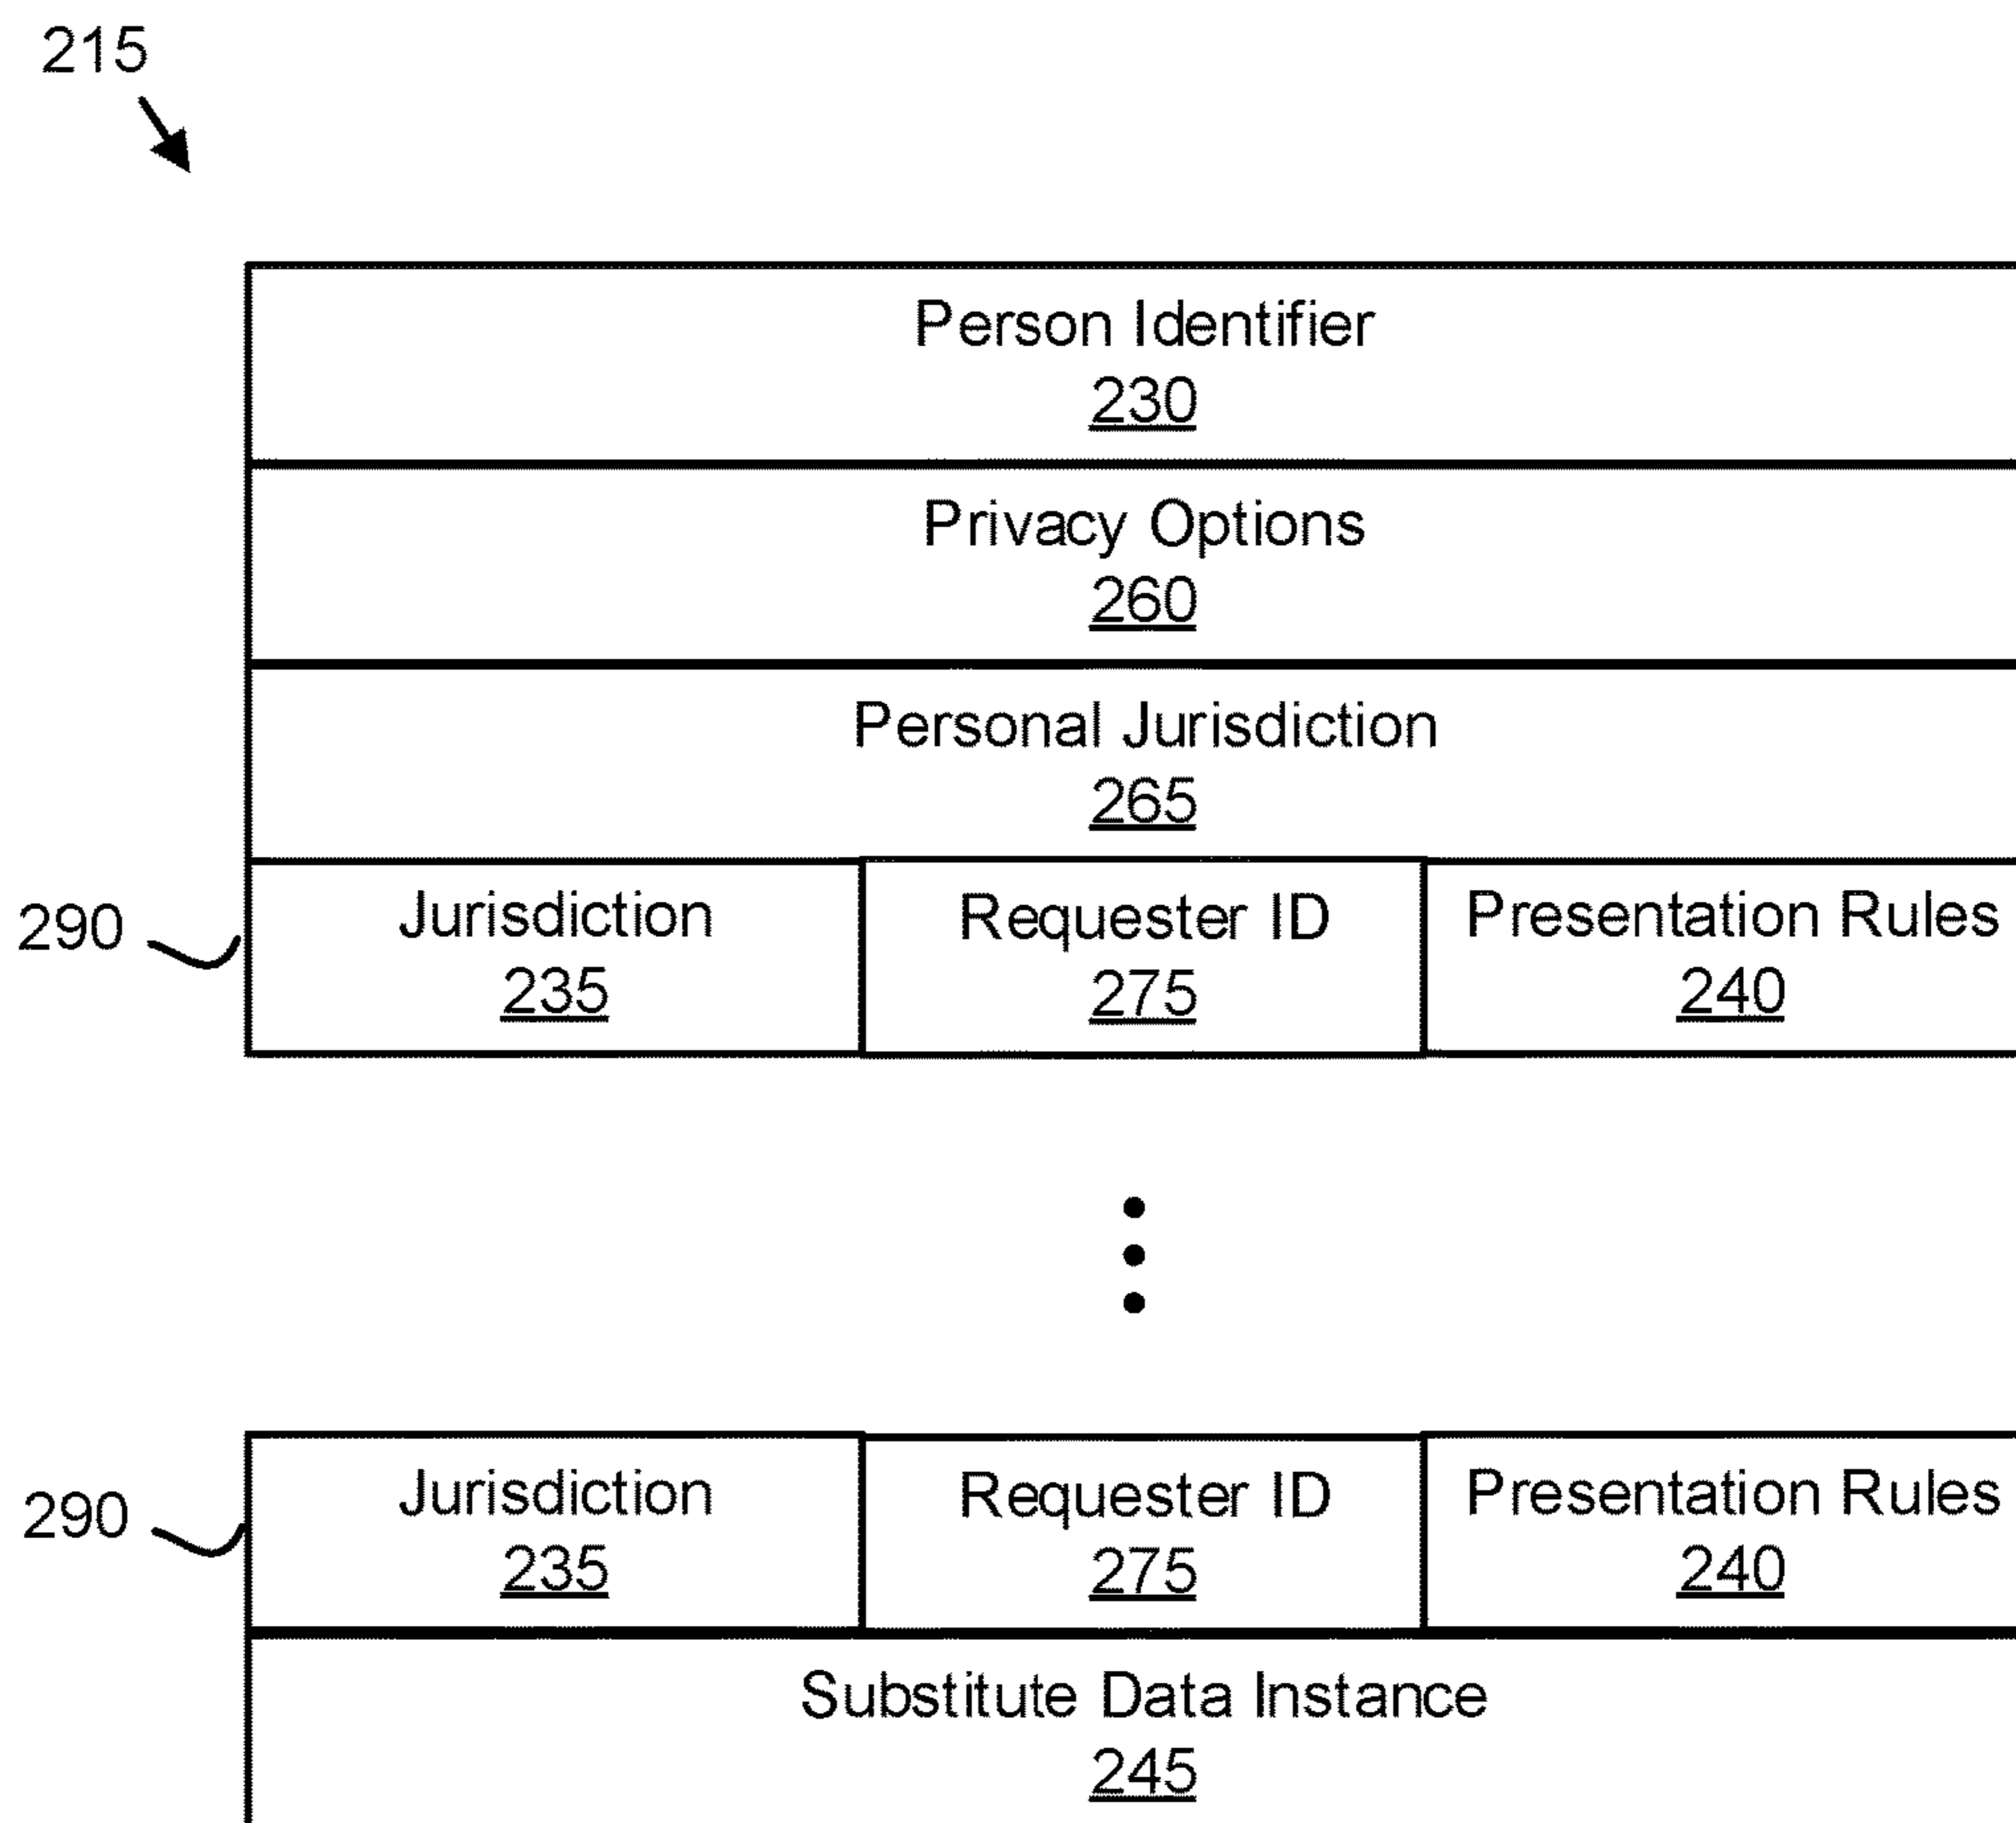 215
Person Identifier
230
Privacy Options
260
Personal Jurisdiction
265
290
Jurisdiction Requester ID Presentation Rules
235 275 240
290
Jurisdiction Requester ID Presentation Rules
235 275 240
Substitute Data Instance
245